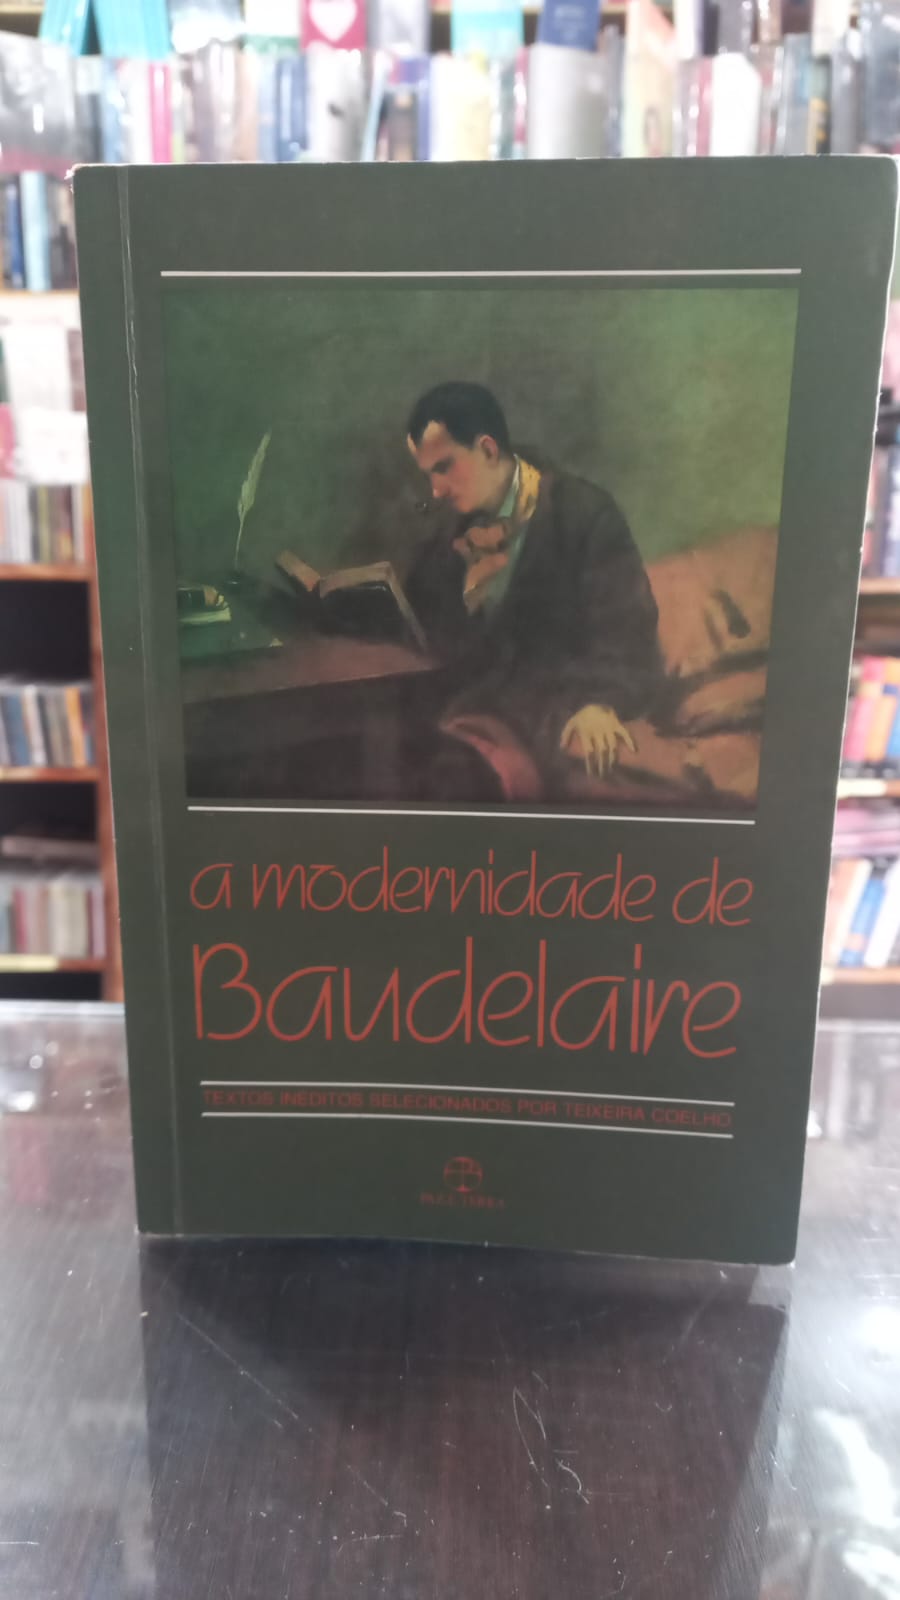 a modernidade de
Baudelaire
TEXTOS INÉDITOS SELECIONADOS POR TEIXEIRA COELHO
PAZ E TERRA